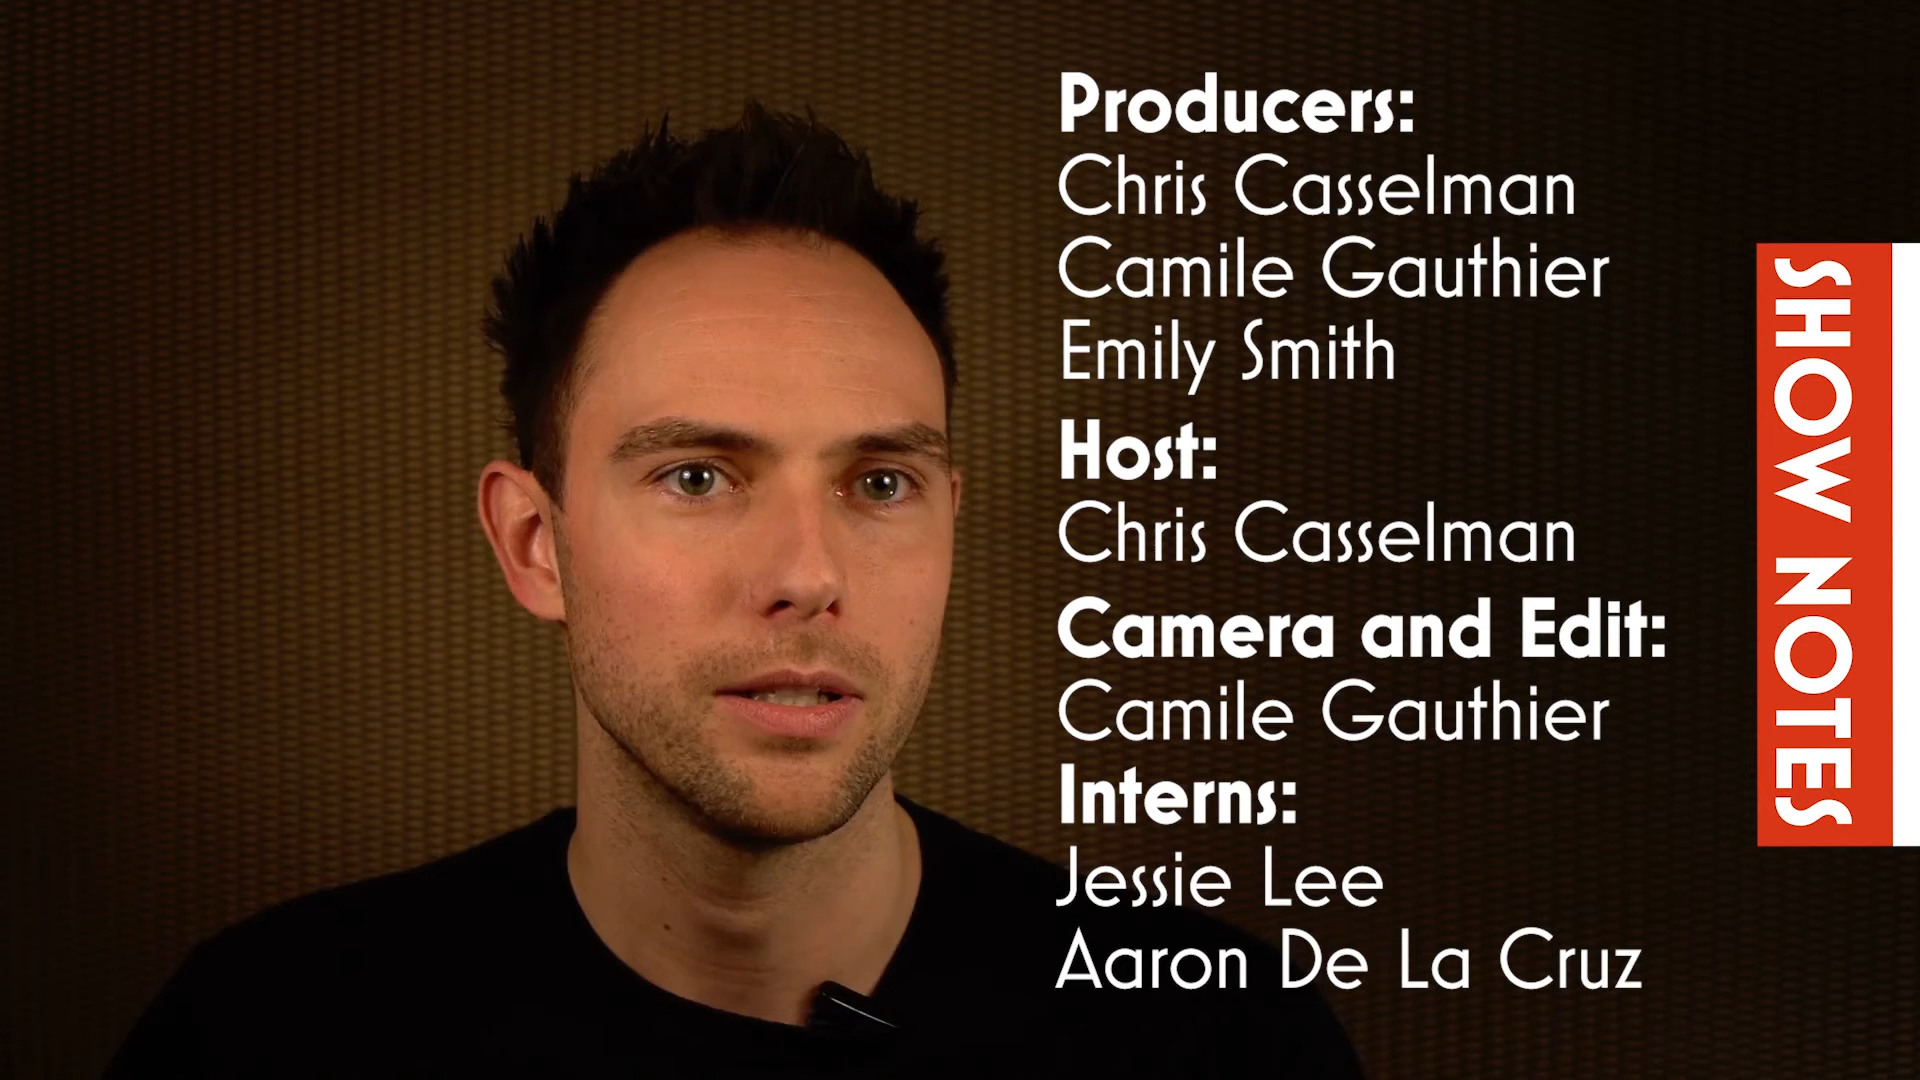 Producers:
Chris Casselman
Camile Gauthier
Emily Smith
Host:
Chris Casselman
Camera and Edit:
Camile Gauthier
Interns:
Jessie Lee
Aaron De La Cruz
SHOW NOTES